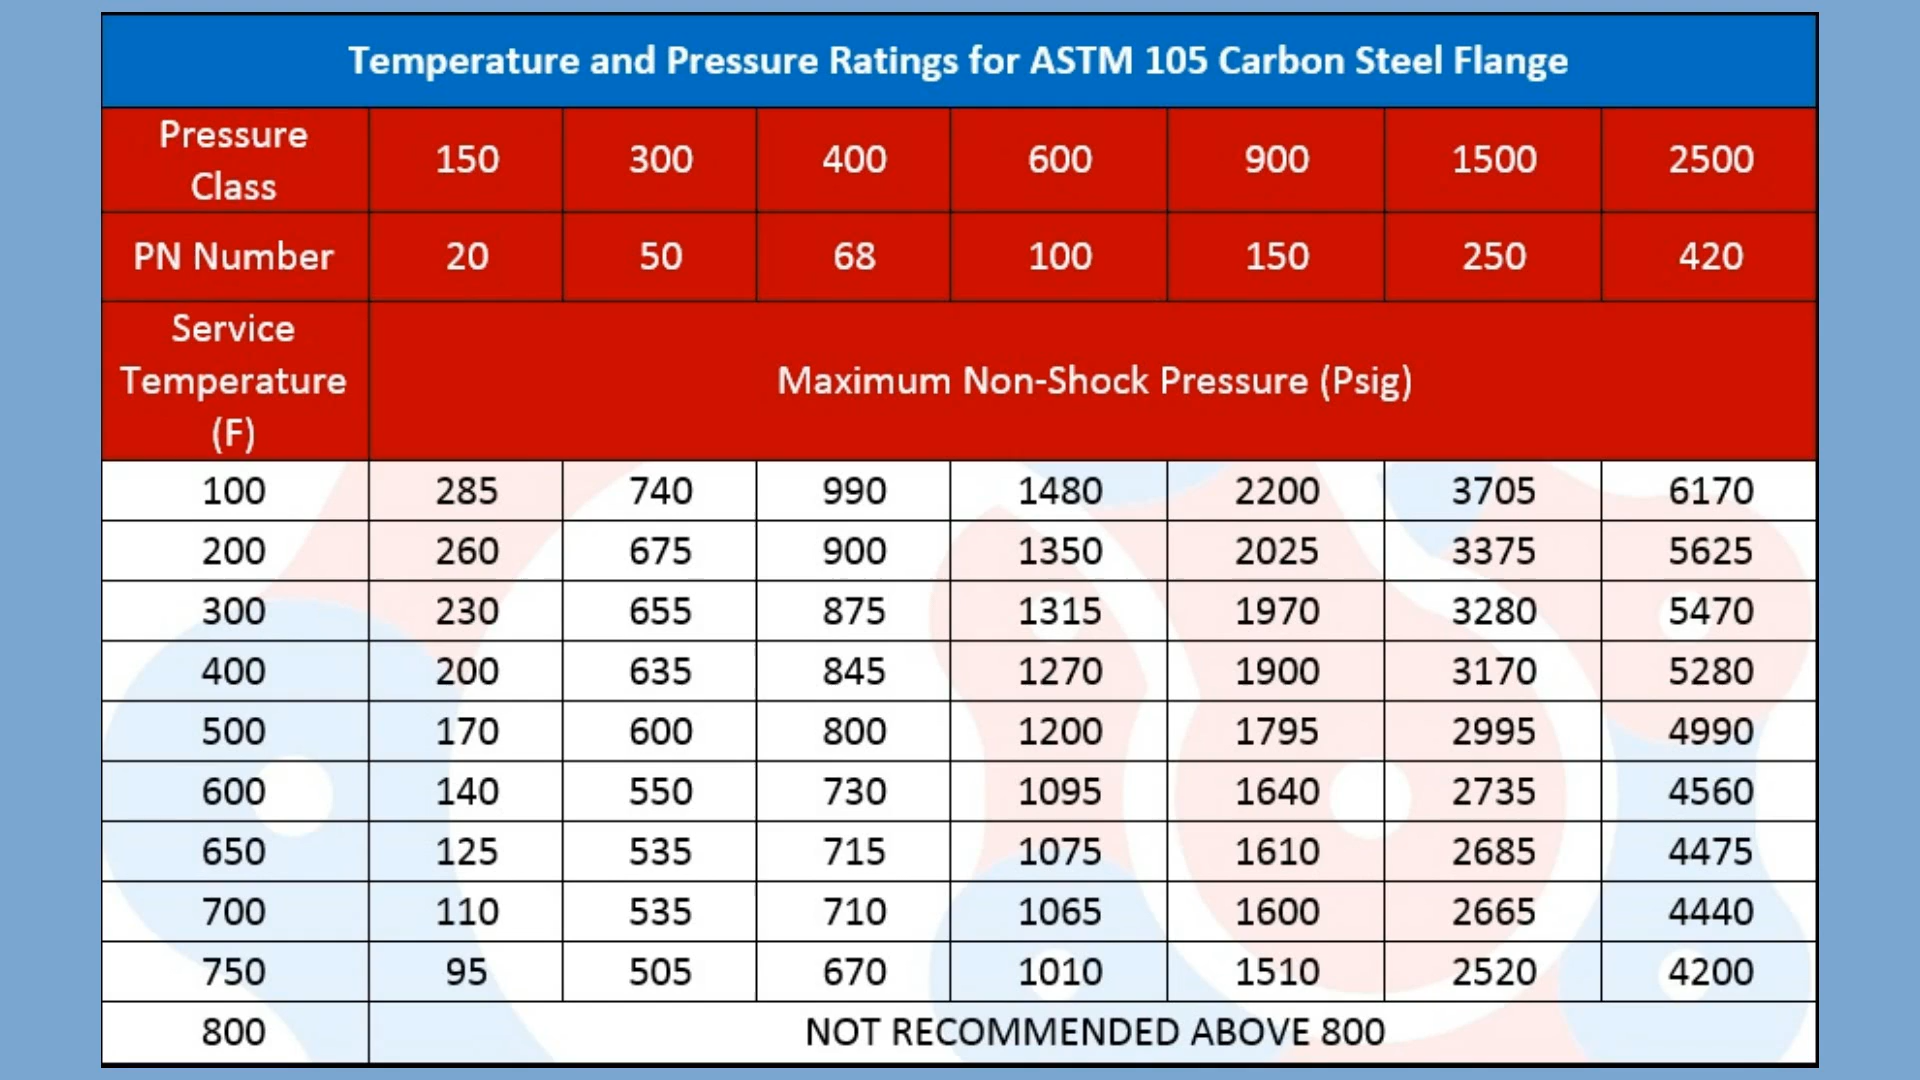 Temperature and Pressure Ratings for ASTM 105 Carbon Steel Flange
Pressure Class 150 300 400 600 900 1500 2500
PN Number 20 50 68 100 150 250 420
Service Temperature (F) Maximum Non-Shock Pressure (Psig)
100 285 740 990 1480 2200 3705 6170
200 260 675 900 1350 2025 3375 5625
300 230 655 875 1315 1970 3280 5470
400 200 635 845 1270 1900 3170 5280
500 170 600 800 1200 1795 2995 4990
600 140 550 730 1095 1640 2735 4560
650 125 535 715 1075 1610 2685 4475
700 110 535 710 1065 1600 2665 4440
750 95 505 670 1010 1510 2520 4200
800 NOT RECOMMENDED ABOVE 800